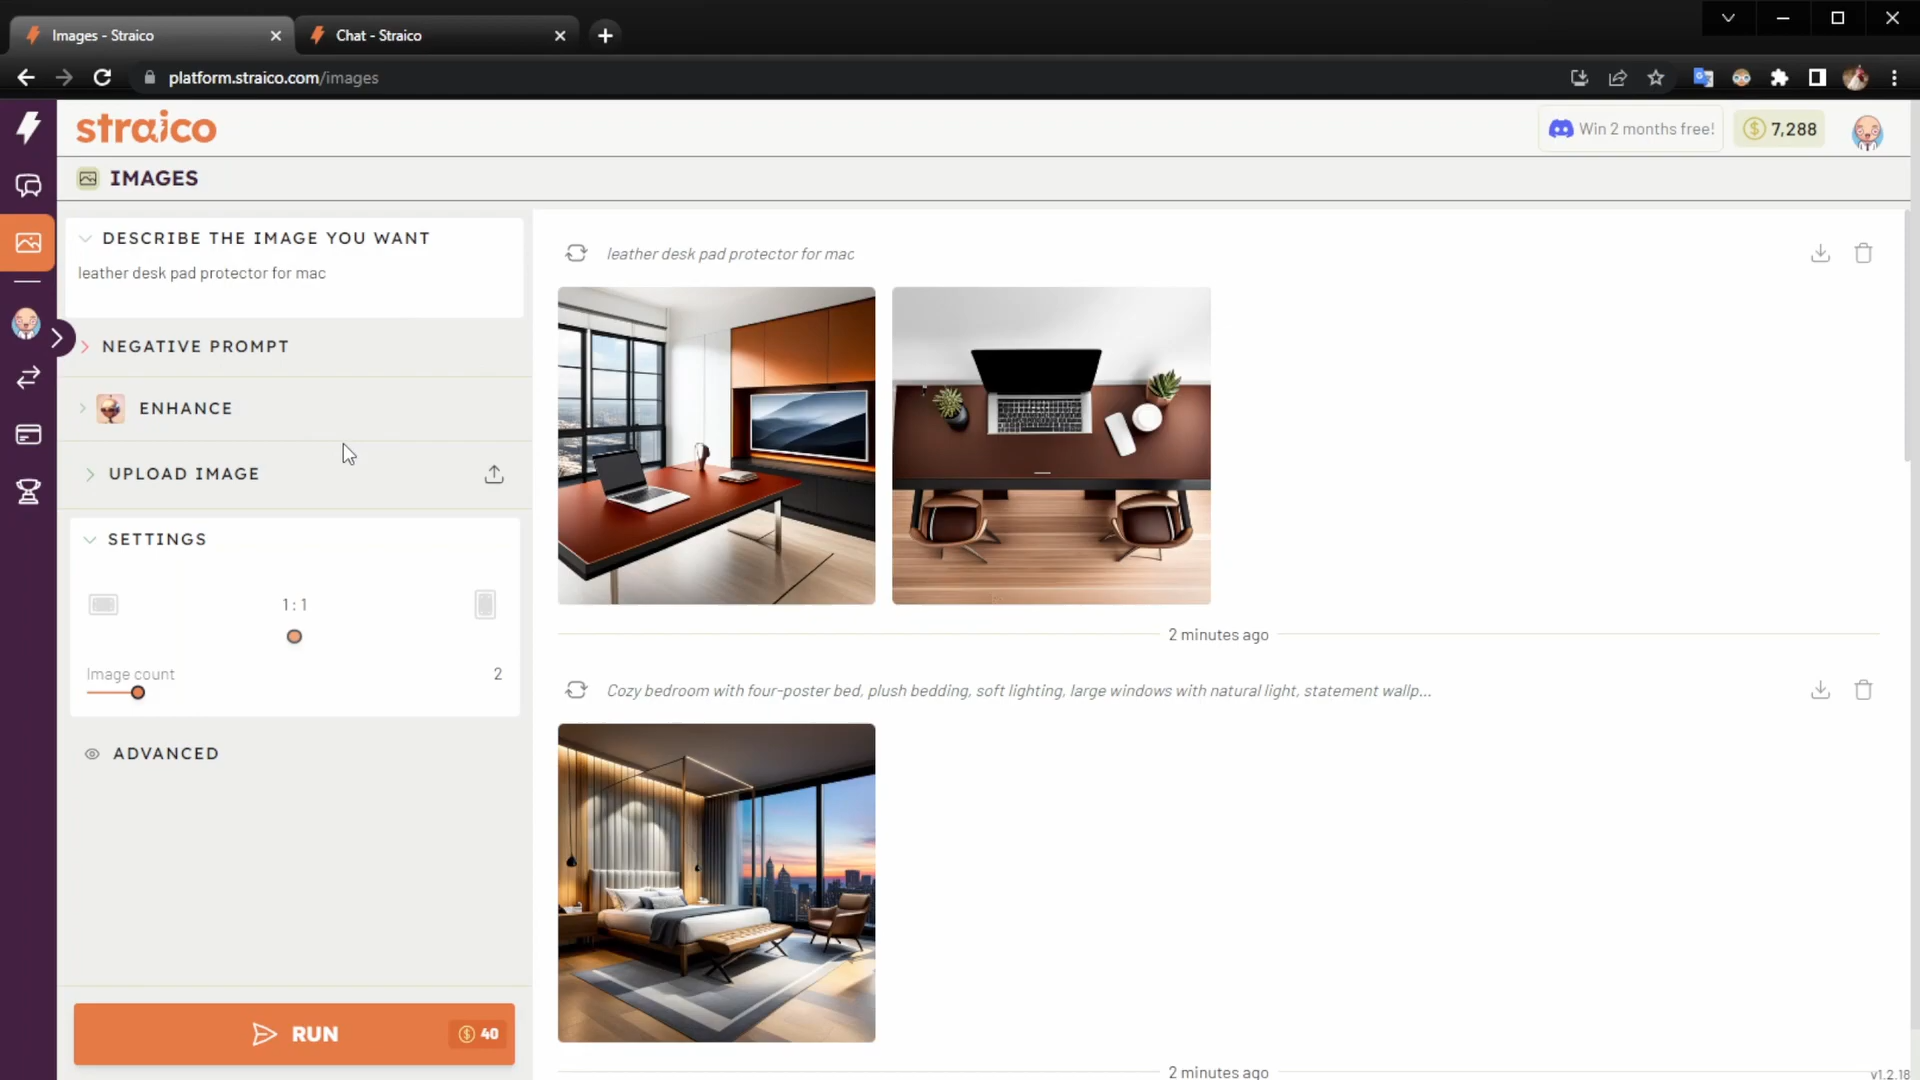 Images - Straico
Chat - Straico
platform.straico.com/images
straico
Win 2 months free!
7,288
IMAGES
DESCRIBE THE IMAGE YOU WANT
leather desk pad protector for mac
leather desk pad protector for mac
NEGATIVE PROMPT
ENHANCE
UPLOAD IMAGE
SETTINGS
1:1
2 minutes ago
Image count 2
Cozy bedroom with four-poster bed, plush bedding, soft lighting, large windows with natural light, statement wallp...
ADVANCED
RUN 40
2 minutes ago
v1.2.18